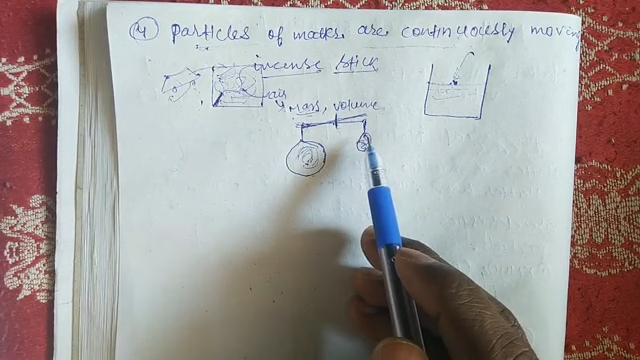 4 Particles of matter are continuously moving
incense stick
air
mass, volume